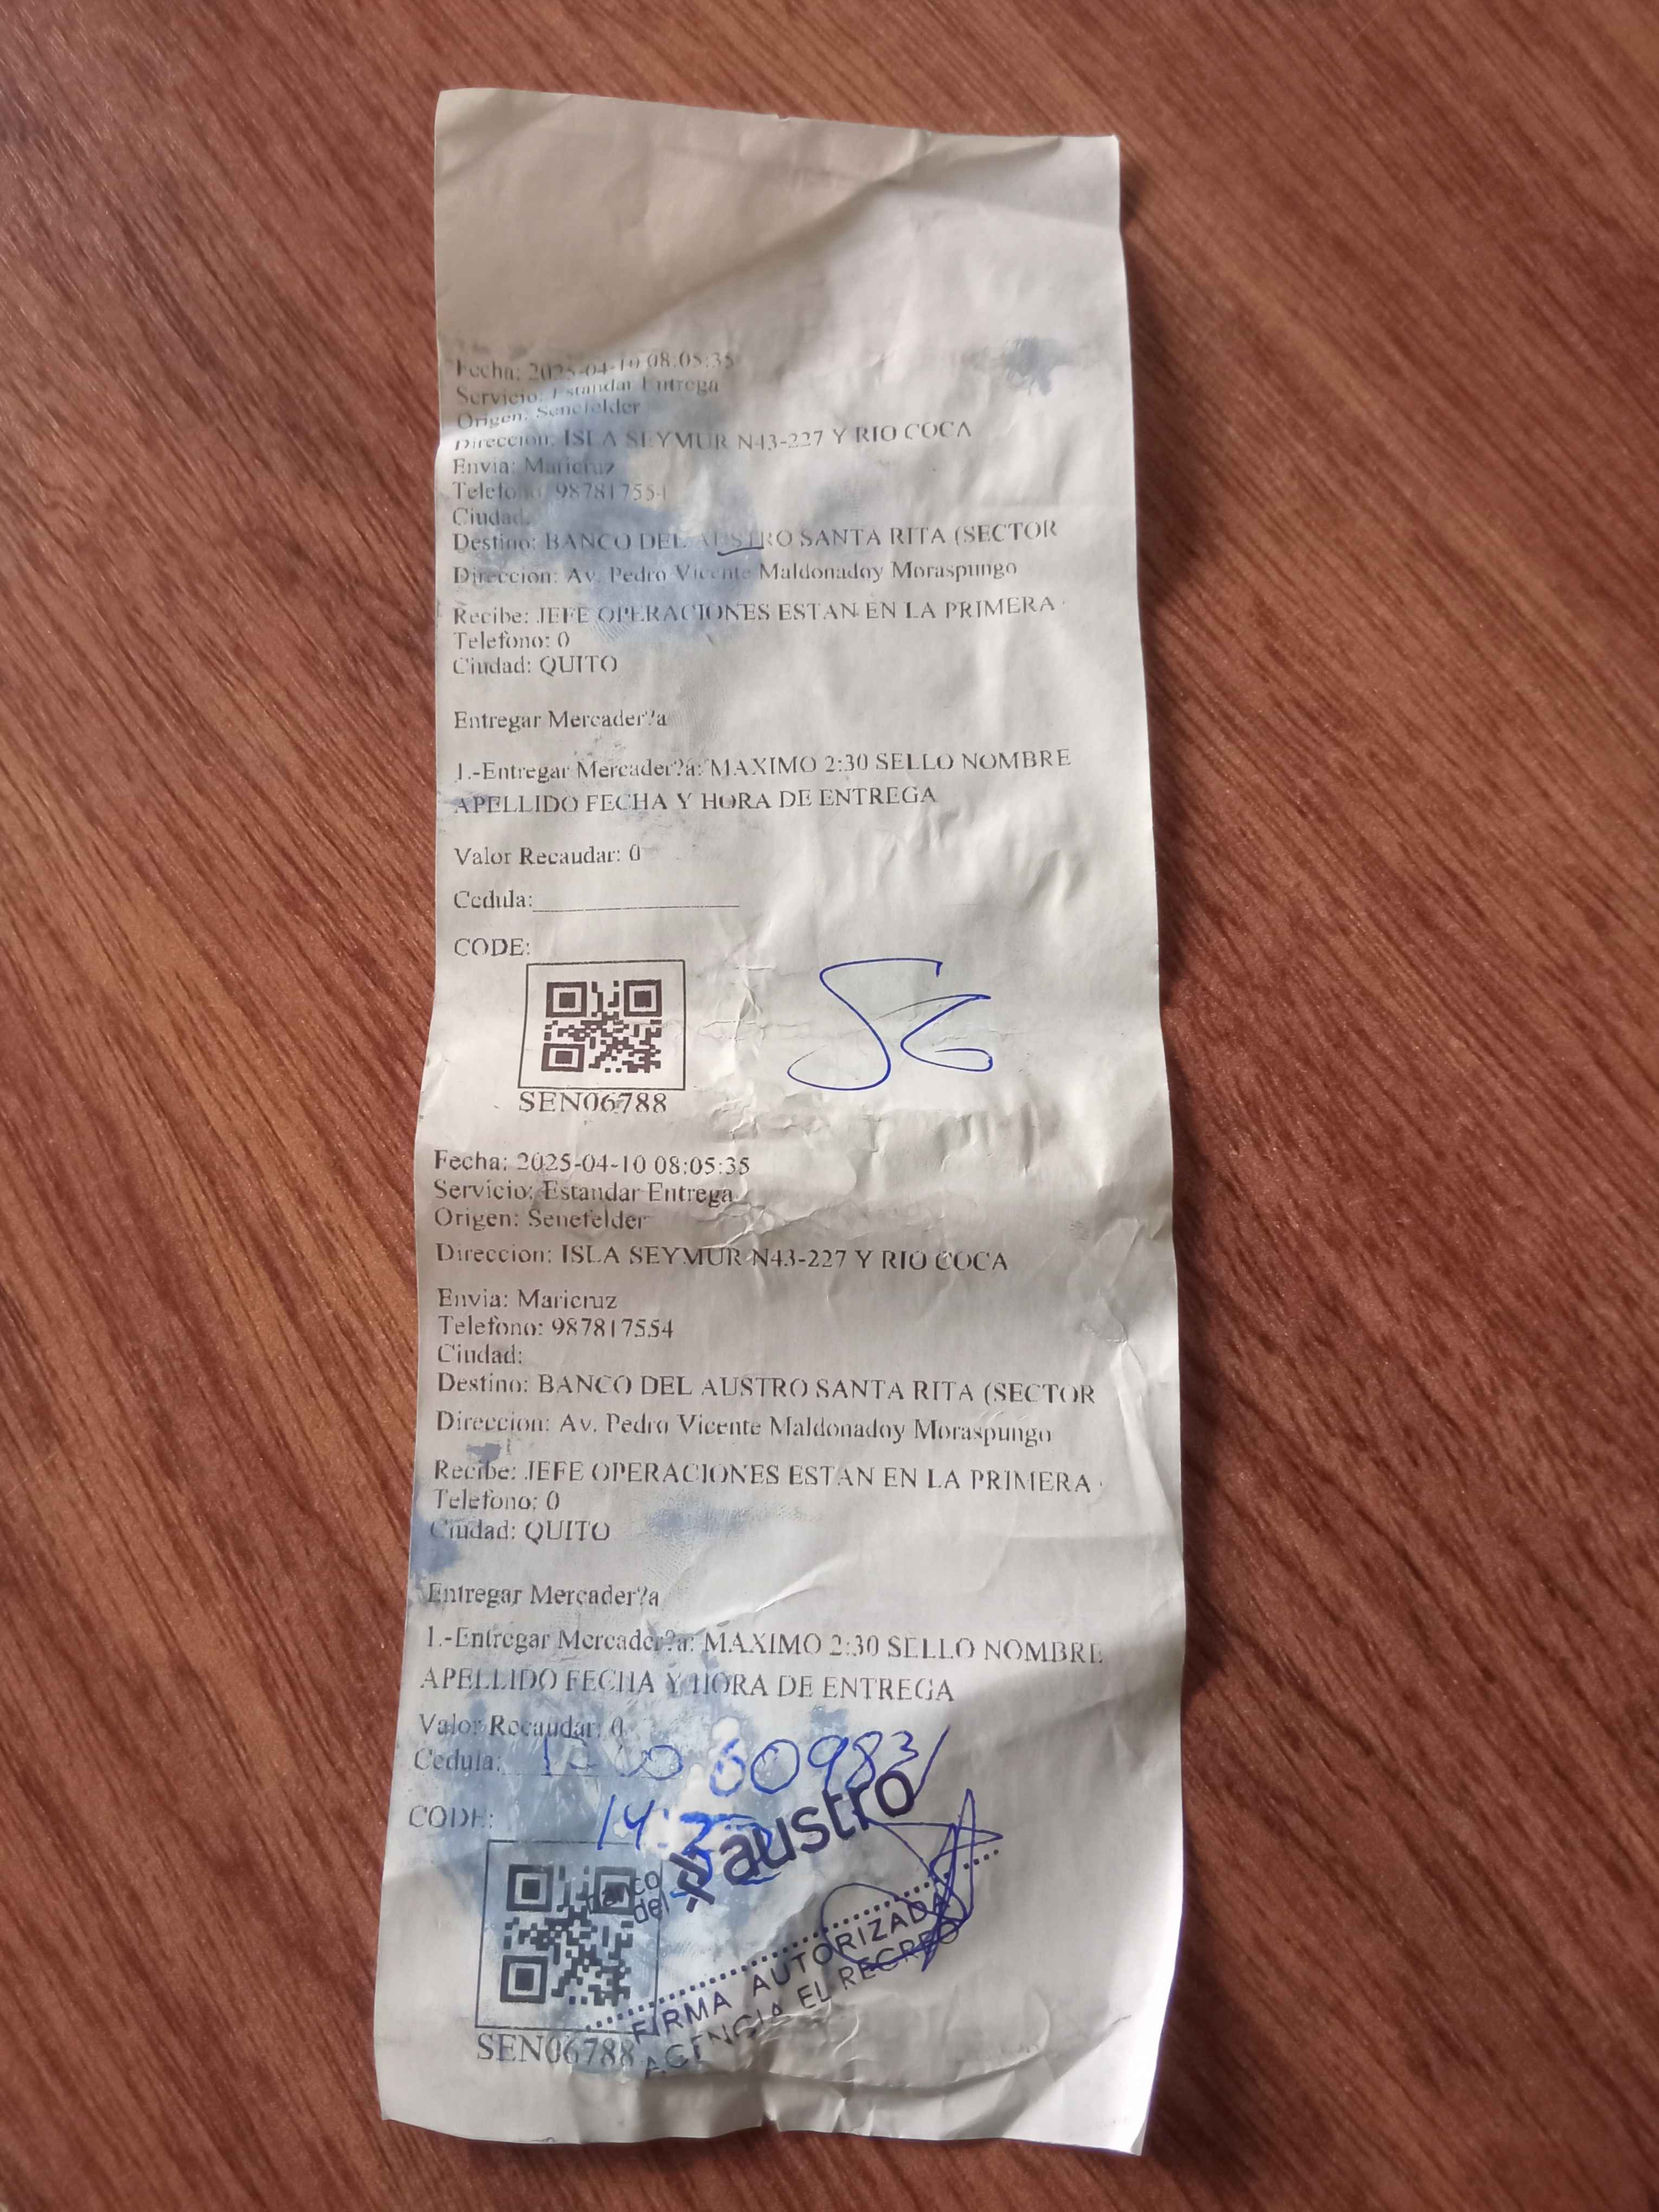 Fecha: 2025-04-10 08:05:35
Servicio: Estandar Entrega
Origen: Senefelder
Direccion: ISLA SEYMUR N43-227 Y RIO COCA
Envia: Maricruz
Telefono: 987817554
Ciudad:
Destino: BANCO DEL AUSTRO SANTA RITA (SECTOR
Direccion: Av. Pedro Vicente Maldonadoy Moraspungo
Recibe: JEFE OPERACIONES ESTAN EN LA PRIMERA
Telefono: 0
Ciudad: QUITO
Entregar Mercader?a
1.-Entregar Mercader?a: MAXIMO 2:30 SELLO NOMBRE
APELLIDO FECHA Y HORA DE ENTREGA
Valor Recaudar: 0
Cedula:
CODE:
SEN06788
Fecha: 2025-04-10 08:05:35
Servicio: Estandar Entrega
Origen: Senefelder
Direccion: ISLA SEYMUR N43-227 Y RIO COCA
Envia: Maricruz
Telefono: 987817554
Ciudad:
Destino: BANCO DEL AUSTRO SANTA RITA (SECTOR
Direccion: Av. Pedro Vicente Maldonadoy Moraspungo
Recibe: JEFE OPERACIONES ESTAN EN LA PRIMERA
Telefono: 0
Ciudad: QUITO
Entregar Mercader?a
1.-Entregar Mercader?a: MAXIMO 2:30 SELLO NOMBRE
APELLIDO FECHA Y HORA DE ENTREGA
Valor Recaudar: 0
Cedula:
CODE:
Banco del austro
FIRMA AUTORIZADA
AGENCIA EL RECREO
SEN06788